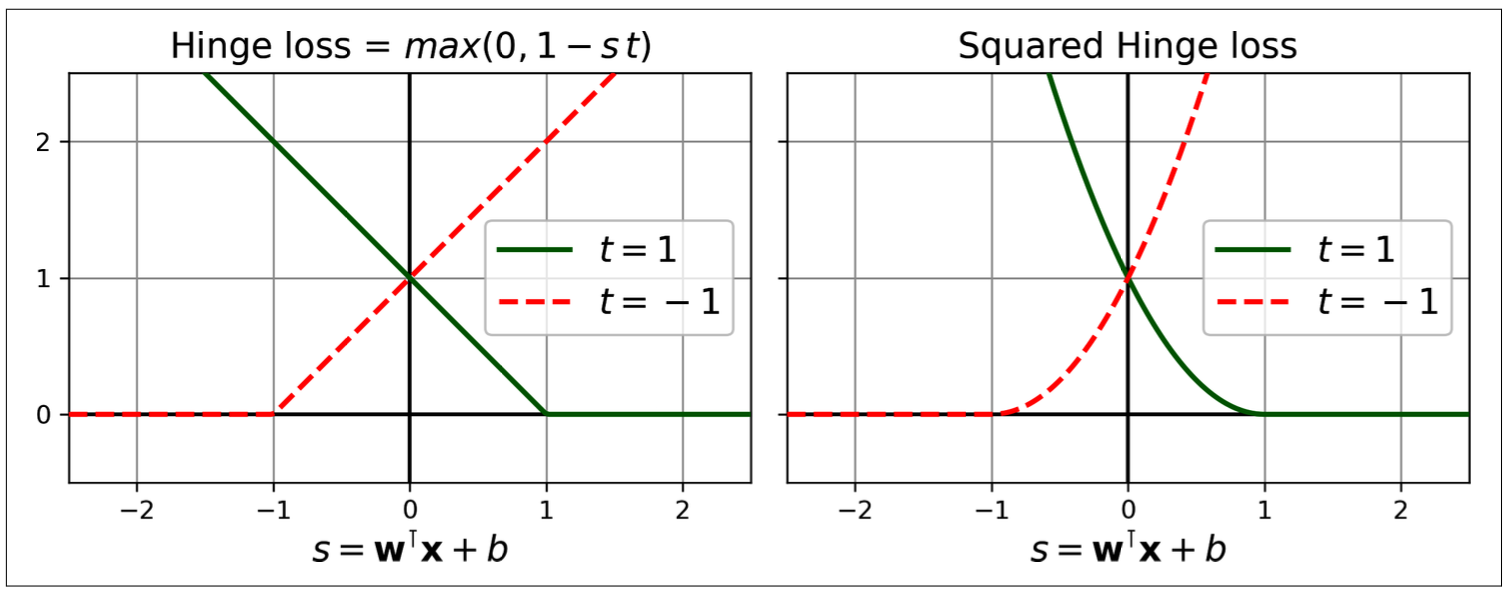 Hinge loss = max(0, 1 − s t)
2
1
0
t = 1
t = − 1
−2 −1 0 1 2
s = w⊺x + b
Squared Hinge loss
t = 1
t = − 1
−2 −1 0 1 2
s = w⊺x + b